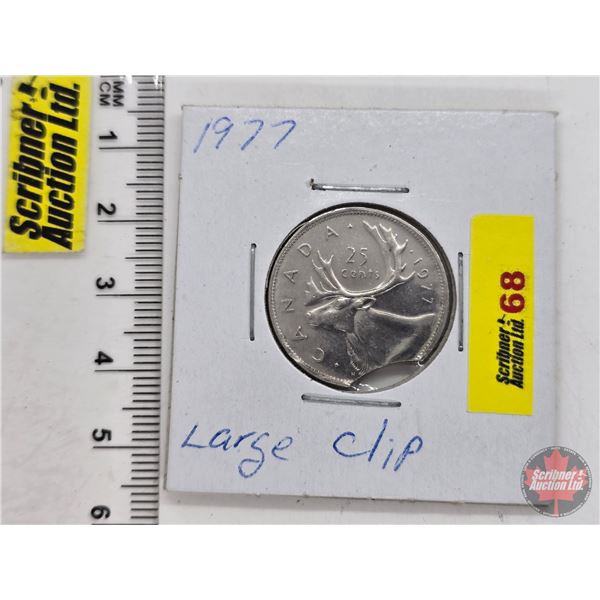 Scribner
Auction Ltd.
MM
CM
1
2
3
4
5
6
1977
CANADA
25
cents
1977
68
Scribner
Auction Ltd.
Large clip
Scribner
Auction Ltd.